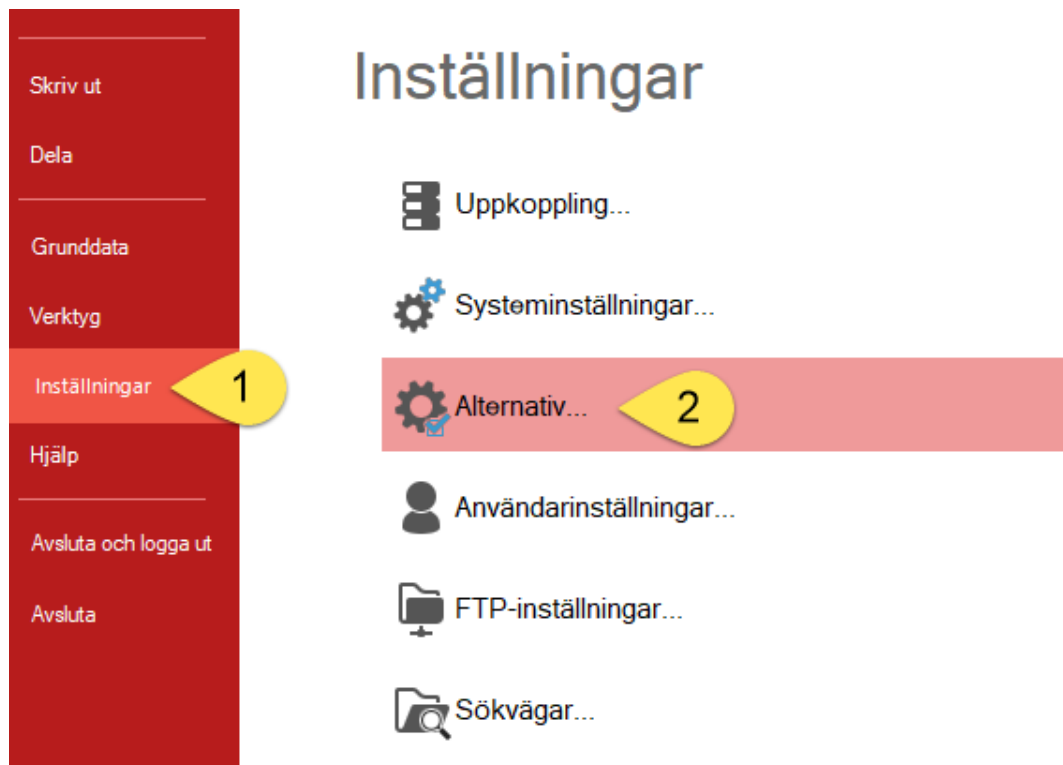 Skriv ut
Dela
Grunddata
Verktyg
Inställningar
1
Hjälp
Avsluta och logga ut
Avsluta
Inställningar
Uppkoppling...
Systeminställningar...
Alternativ...
2
Användarinställningar...
FTP-inställningar...
Sökvägar...